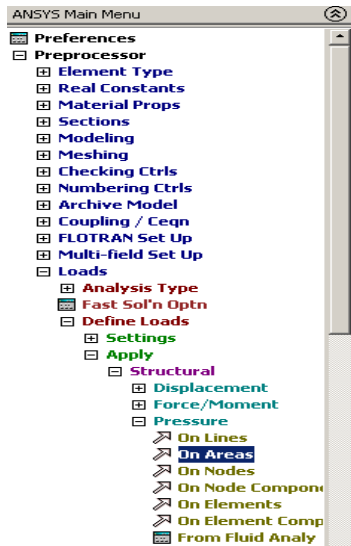 ANSYS Main Menu
Preferences
Preprocessor
Element Type
Real Constants
Material Props
Sections
Modeling
Meshing
Checking Ctrls
Numbering Ctrls
Archive Model
Coupling / Ceqn
FLOTRAN Set Up
Multi-field Set Up
Loads
Analysis Type
Fast Sol'n Optn
Define Loads
Settings
Apply
Structural
Displacement
Force/Moment
Pressure
On Lines
On Areas
On Nodes
On Node Compone
On Elements
On Element Comp
From Fluid Analy